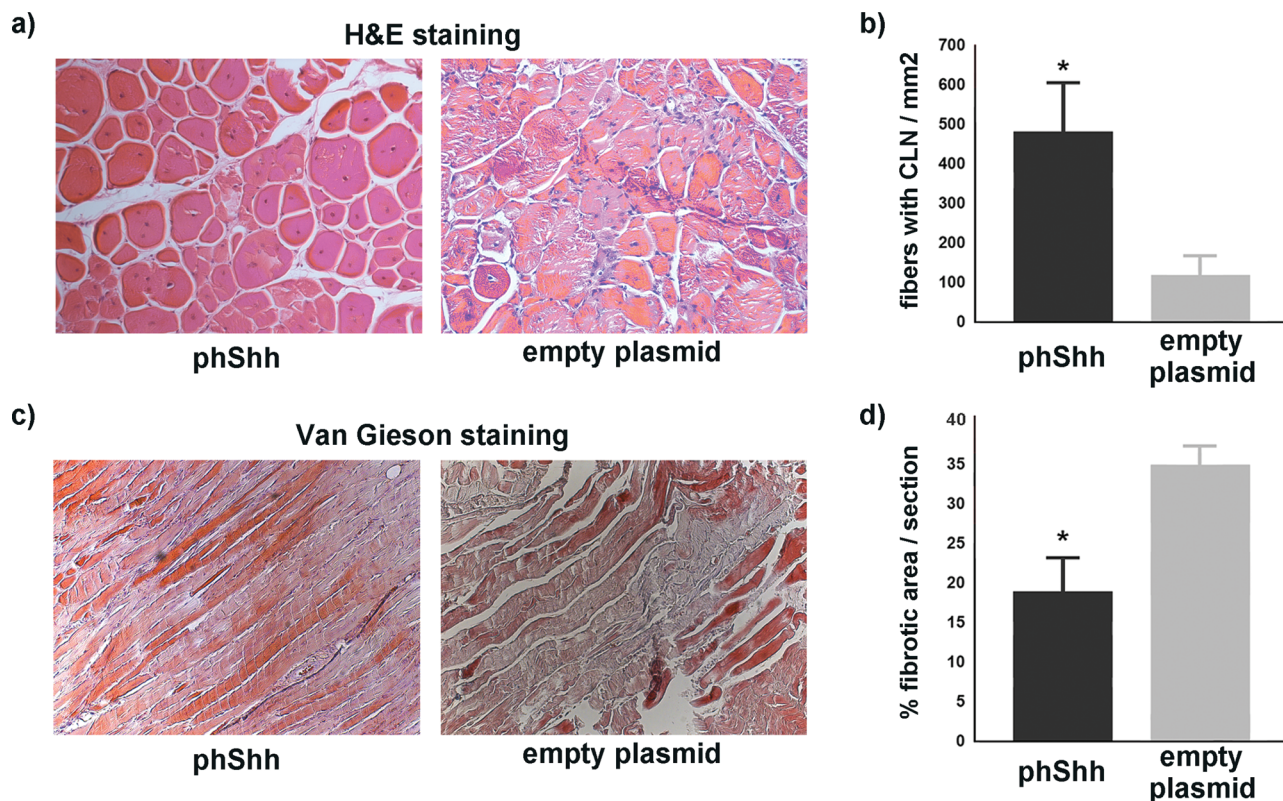 a)
H&E staining
phShh
empty plasmid
b)
fibers with CLN / mm2
700
600
500
400
300
200
100
0
*
phShh
empty
plasmid
c)
Van Gieson staining
phShh
empty plasmid
d)
% fibrotic area / section
40
35
30
25
20
15
10
5
0
*
phShh
empty
plasmid